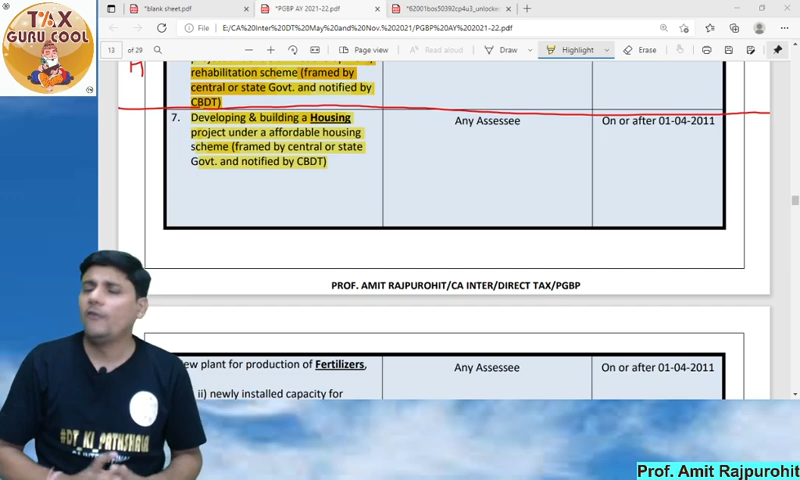 TAX
GURU COOL
*blank sheet.pdf
*PGBP AY 2021-22.pdf
*62001bos50392cp4u3_unlocke
E:/CA%20Inter%20DT%20May%20and%20Nov.%202021/PGBP%20AY%202021-22.pdf
13 of 29
Page view
Read aloud
Draw
Highlight
Erase
rehabilitation scheme (framed by
central or state Govt. and notified by
CBDT)
7. Developing & building a Housing
project under a affordable housing
scheme (framed by central or state
Govt. and notified by CBDT)
Any Assessee
On or after 01-04-2011
PROF. AMIT RAJPUROHIT/CA INTER/DIRECT TAX/PGBP
ew plant for production of Fertilizers,
ii) newly installed capacity for
Any Assessee
On or after 01-04-2011
#DT KI PATHSHALA
Prof. Amit Rajpurohit